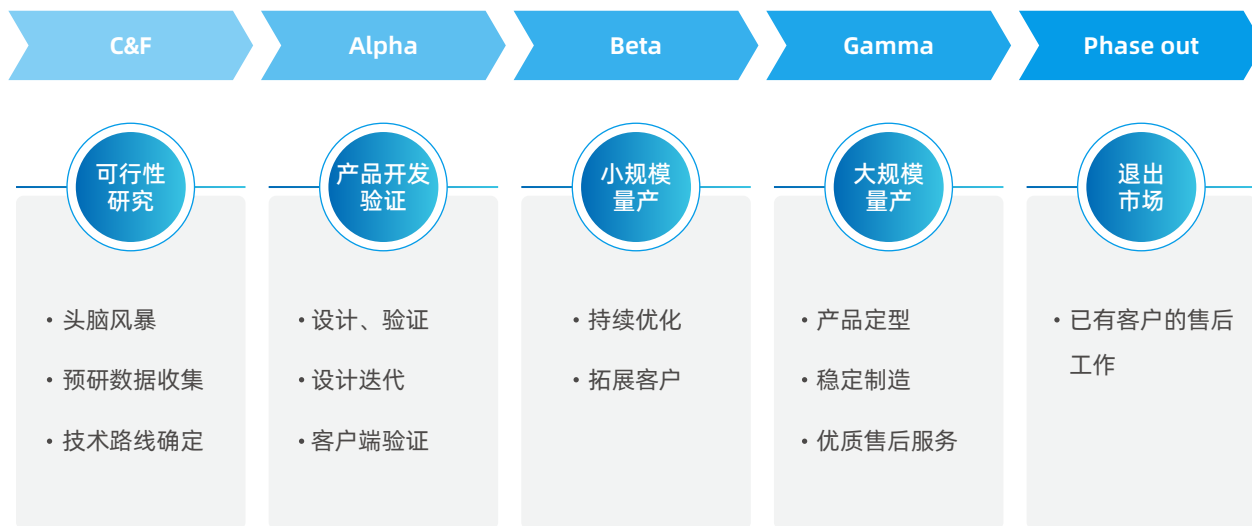 C&F
Alpha
Beta
Gamma
Phase out
可行性
研究
产品开发
验证
小规模
量产
大规模
量产
退出
市场
・头脑风暴
・预研数据收集
・技术路线确定
・设计、验证
・设计迭代
・客户端验证
・持续优化
・拓展客户
・产品定型
・稳定制造
・优质售后服务
・已有客户的售后
工作